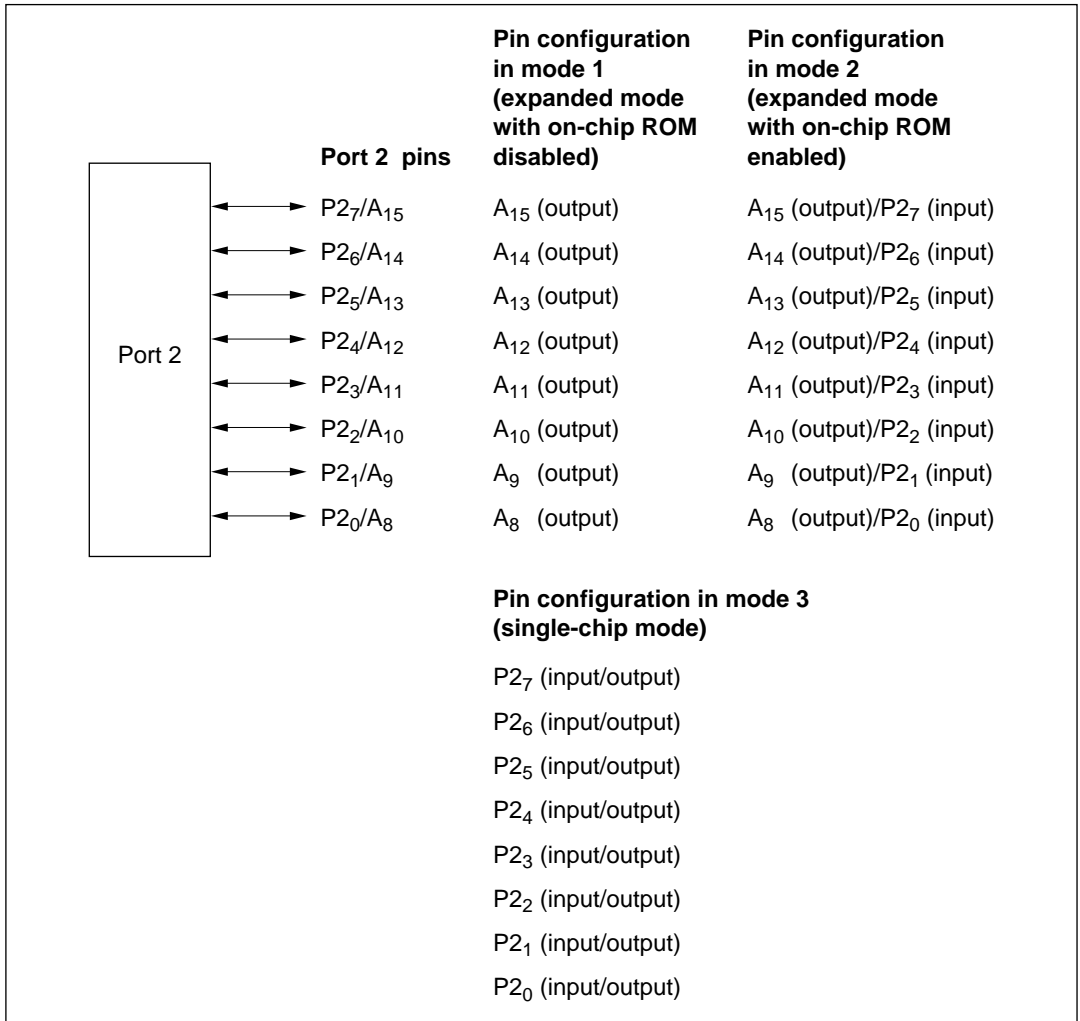 Pin configuration in mode 1 (expanded mode with on-chip ROM disabled)
Pin configuration in mode 2 (expanded mode with on-chip ROM enabled)
Port 2 pins
Port 2
P2₇/A₁₅ A₁₅ (output) A₁₅ (output)/P2₇ (input)
P2₆/A₁₄ A₁₄ (output) A₁₄ (output)/P2₆ (input)
P2₅/A₁₃ A₁₃ (output) A₁₃ (output)/P2₅ (input)
P2₄/A₁₂ A₁₂ (output) A₁₂ (output)/P2₄ (input)
P2₃/A₁₁ A₁₁ (output) A₁₁ (output)/P2₃ (input)
P2₂/A₁₀ A₁₀ (output) A₁₀ (output)/P2₂ (input)
P2₁/A₉ A₉ (output) A₉ (output)/P2₁ (input)
P2₀/A₈ A₈ (output) A₈ (output)/P2₀ (input)
Pin configuration in mode 3
(single-chip mode)
P2₇ (input/output)
P2₆ (input/output)
P2₅ (input/output)
P2₄ (input/output)
P2₃ (input/output)
P2₂ (input/output)
P2₁ (input/output)
P2₀ (input/output)